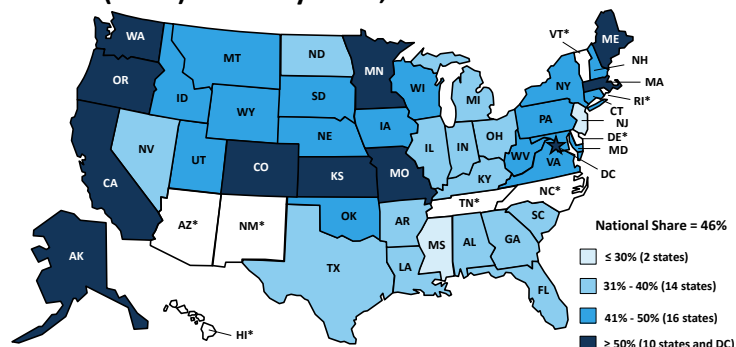 WA
OR
CA
AK
NV
ID
MT
WY
UT
AZ*
NM*
CO
ND
SD
NE
KS
OK
TX
MN
IA
MO
AR
LA
WI
IL
MI
IN
OH
KY
TN*
MS
AL
GA
FL
SC
NC*
WV
VA
PA
NY
VT*
ME
NH
MA
RI*
CT
NJ
DE*
MD
DC
HI*
National Share = 46%
≤ 30% (2 states)
31% - 40% (14 states)
41% - 50% (16 states)
> 50% (10 states and DC)